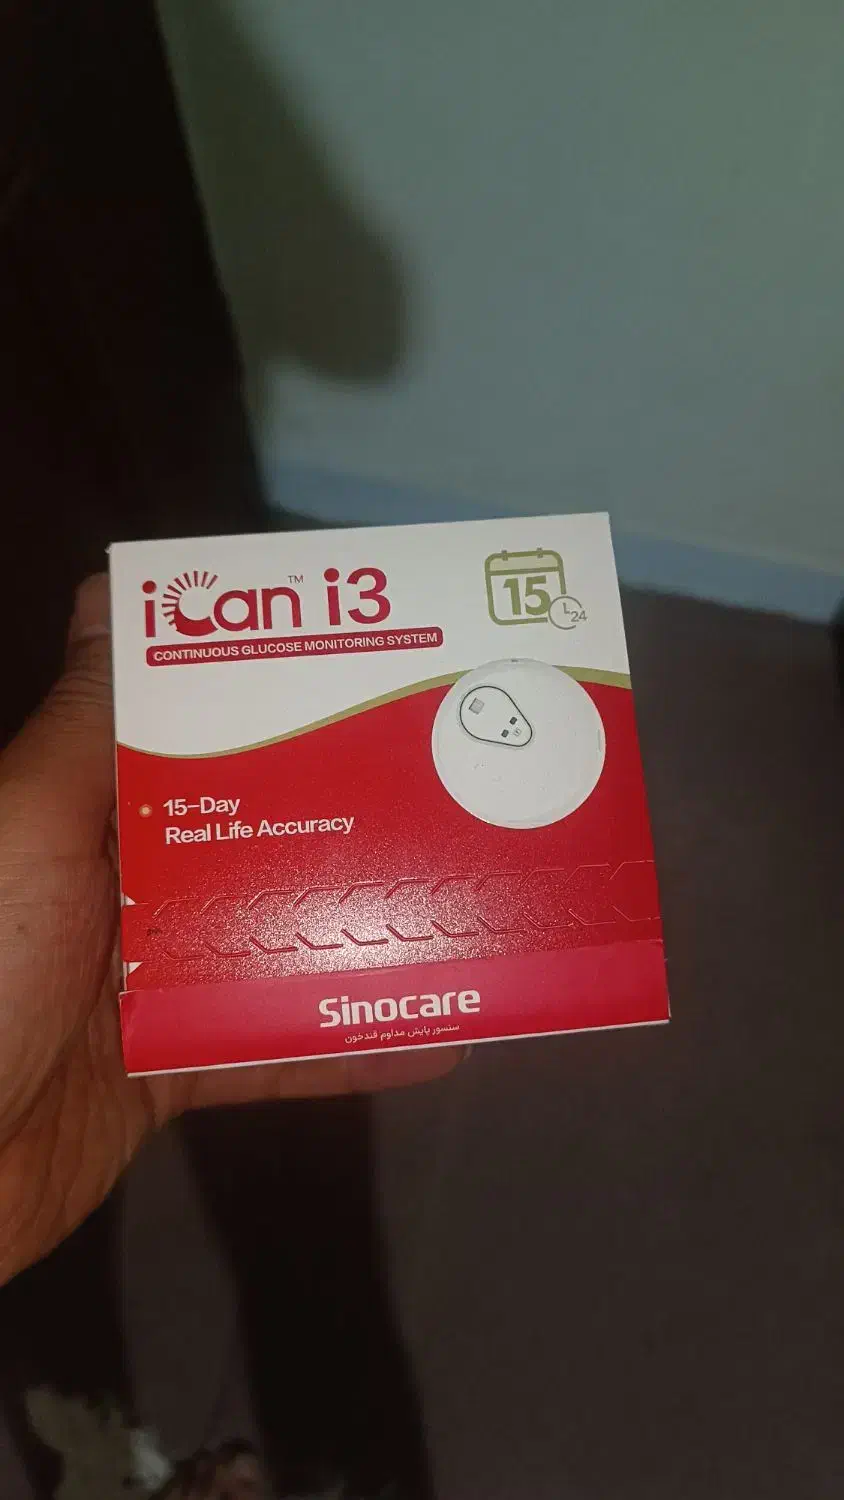 iCan™ i3
CONTINUOUS GLUCOSE MONITORING SYSTEM
15
24
15-Day
Real Life Accuracy
Sinocare
سنسور پایش مداوم قندخون